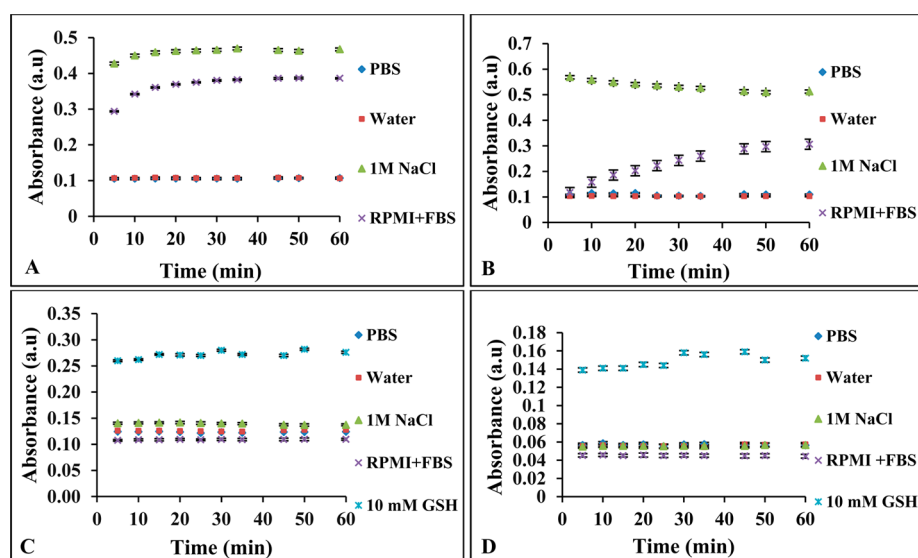 0.5
0.4
0.3
0.2
0.1
0
Absorbance (a.u)
0 10 20 30 40 50 60
Time (min)
A
PBS
Water
1M NaCl
RPMI+FBS
0.7
0.6
0.5
0.4
0.3
0.2
0.1
0
Absorbance (a.u)
0 10 20 30 40 50 60
Time (min)
B
PBS
Water
1M NaCl
RPMI+FBS
0.35
0.30
0.25
0.20
0.15
0.10
0.05
0.00
Absorbance (a.u)
0 10 20 30 40 50 60
Time (min)
C
PBS
Water
1M NaCl
RPMI+FBS
10 mM GSH
0.18
0.16
0.14
0.12
0.1
0.08
0.06
0.04
0.02
0
Absorbance (a.u)
0 10 20 30 40 50 60
Time (min)
D
PBS
Water
1M NaCl
RPMI +FBS
10 mM GSH